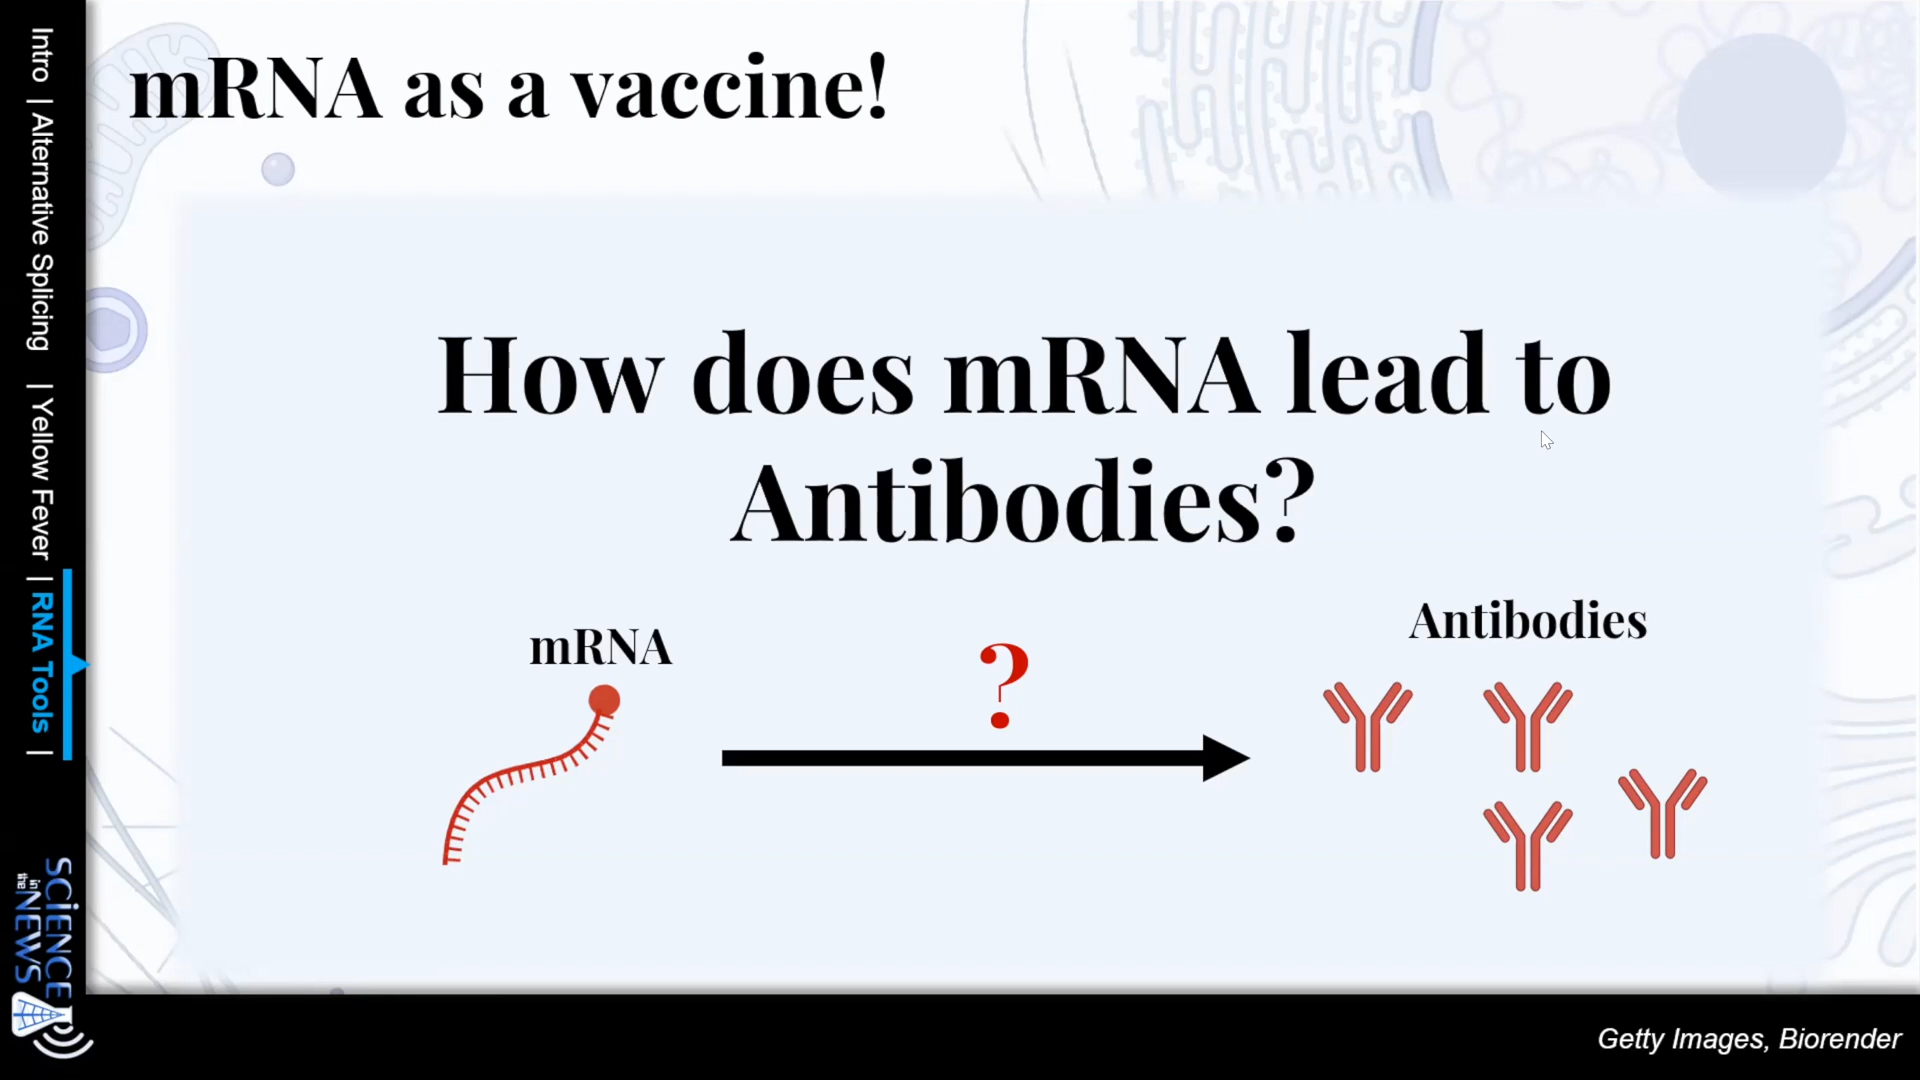 mRNA as a vaccine!
How does mRNA lead to
Antibodies?
mRNA
?
Antibodies
Intro | Alternative Splicing | Yellow Fever | RNA Tools |
SCIENCE
in the NEWS
Getty Images, Biorender